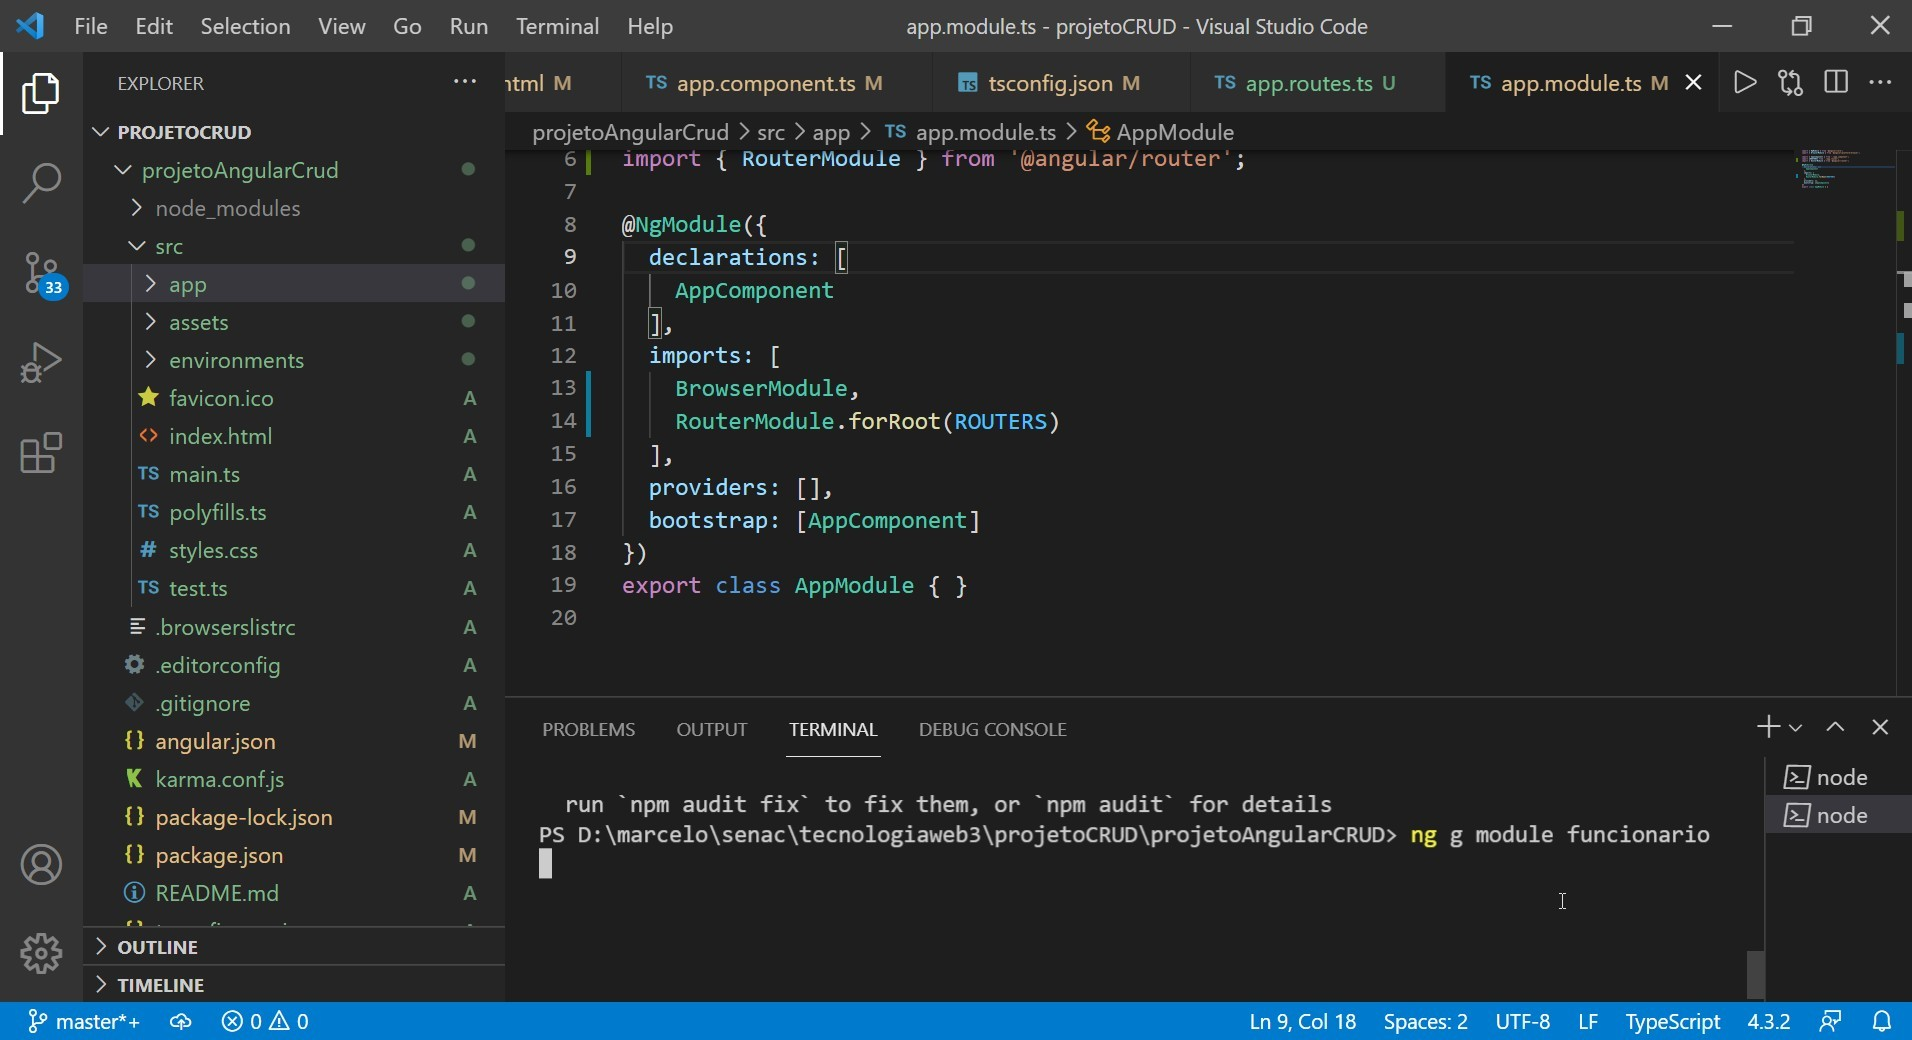 File Edit Selection View Go Run Terminal Help
app.module.ts - projetoCRUD - Visual Studio Code
EXPLORER
PROJETOCRUD
projetoAngularCrud
node_modules
src
app
assets
environments
favicon.ico A
index.html A
TS main.ts A
TS polyfills.ts A
# styles.css A
TS test.ts A
.browserslistrc A
.editorconfig A
.gitignore A
{} angular.json M
K karma.conf.js A
{} package-lock.json M
{} package.json M
README.md A
OUTLINE
TIMELINE
33
html M
TS app.component.ts M
TS tsconfig.json M
TS app.routes.ts U
TS app.module.ts M
projetoAngularCrud > src > app > TS app.module.ts > AppModule
6 import { RouterModule } from '@angular/router';
7
8 @NgModule({
9 declarations: [
10 AppComponent
11 ],
12 imports: [
13 BrowserModule,
14 RouterModule.forRoot(ROUTERS)
15 ],
16 providers: [],
17 bootstrap: [AppComponent]
18 })
19 export class AppModule { }
20
PROBLEMS OUTPUT TERMINAL DEBUG CONSOLE
run `npm audit fix` to fix them, or `npm audit` for details
PS D:\marcelo\senac\tecnologiaweb3\projetoCRUD\projetoAngularCRUD> ng g module funcionario
node
node
master*+ 0 0
Ln 9, Col 18 Spaces: 2 UTF-8 LF TypeScript 4.3.2